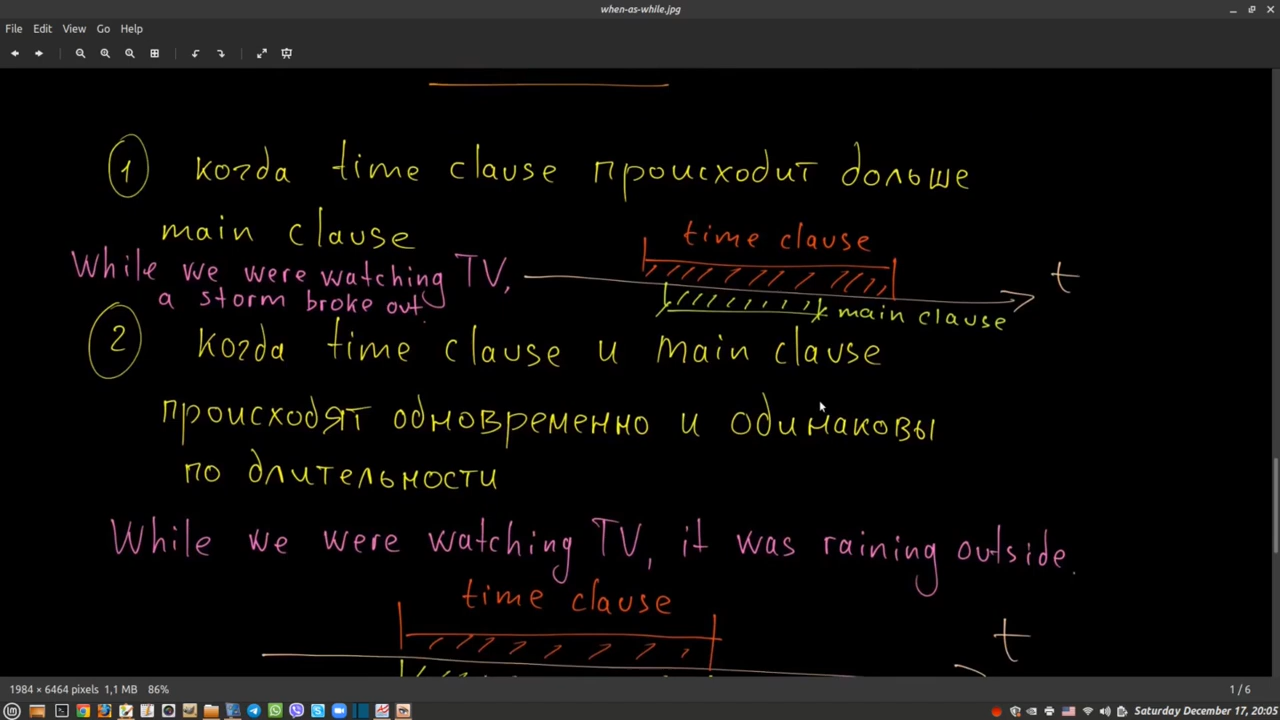 when-as-while.jpg
File Edit View Go Help
1 когда time clause происходит дольше
main clause
time clause
While we were watching TV,
a storm broke out.
t
main clause
2 когда time clause и main clause
происходят одновременно и одинаковы
по длительности
While we were watching TV, it was raining outside.
time clause
t
1984 × 6464 pixels 1,1 MB 86%
1 / 6
Saturday December 17, 20:05